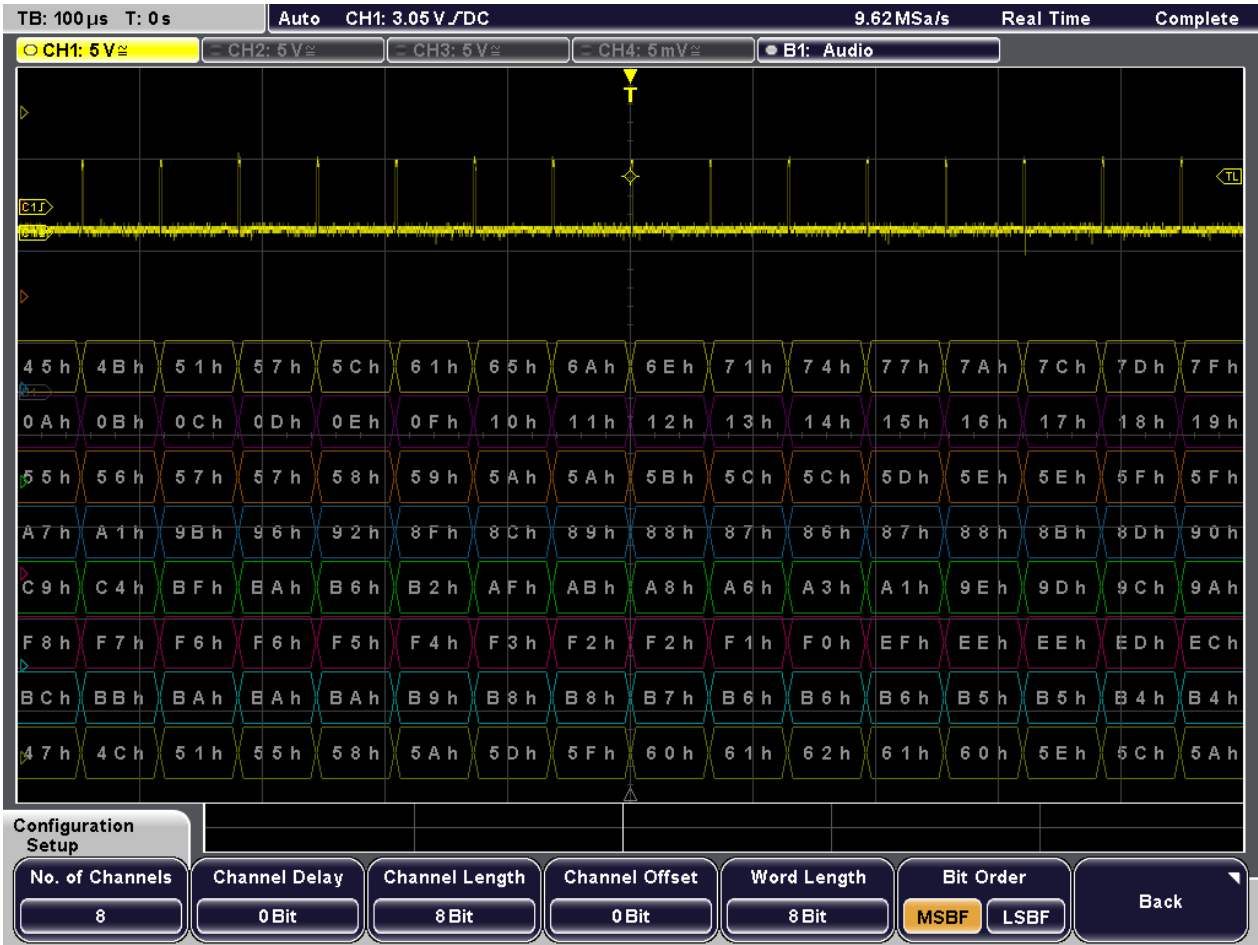 TB: 100 µs T: 0 s Auto CH1: 3.05 V DC 9.62 MSa/s Real Time Complete
CH1: 5 V≅ CH2: 5 V≅ CH3: 5 V≅ CH4: 5 mV≅ B1: Audio
T
TL
C1
45h 4Bh 51h 57h 5Ch 61h 65h 6Ah 6Eh 71h 74h 77h 7Ah 7Ch 7Dh 7Fh
0Ah 0Bh 0Ch 0Dh 0Eh 0Fh 10h 11h 12h 13h 14h 15h 16h 17h 18h 19h
55h 56h 57h 57h 58h 59h 5Ah 5Ah 5Bh 5Ch 5Ch 5Dh 5Eh 5Eh 5Fh 5Fh
A7h A1h 9Bh 96h 92h 8Fh 8Ch 89h 88h 87h 86h 87h 88h 8Bh 8Dh 90h
C9h C4h BFh BAh B6h B2h AFh ABh A8h A6h A3h A1h 9Eh 9Dh 9Ch 9Ah
F8h F7h F6h F6h F5h F4h F3h F2h F2h F1h F0h EFh EEh EEh EDh ECh
BCh BBh BAh BAh BAh B9h B8h B8h B7h B6h B6h B6h B5h B5h B4h B4h
47h 4Ch 51h 55h 58h 5Ah 5Dh 5Fh 60h 61h 62h 61h 60h 5Eh 5Ch 5Ah
Configuration
Setup
No. of Channels Channel Delay Channel Length Channel Offset Word Length Bit Order Back
8 0 Bit 8 Bit 0 Bit 8 Bit MSBF LSBF